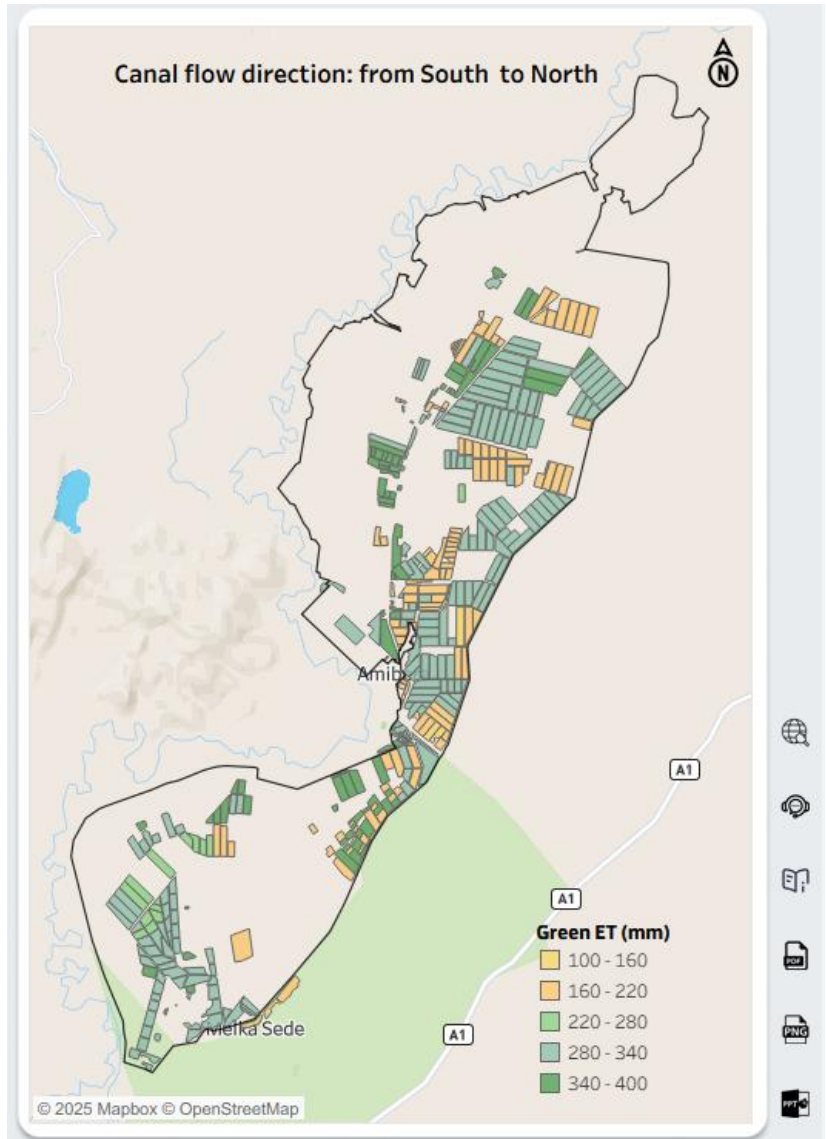 Canal flow direction: from South to North
N
Amib
A1
A1
Green ET (mm)
100 - 160
160 - 220
220 - 280
280 - 340
340 - 400
Melka Sede
A1
© 2025 Mapbox © OpenStreetMap
i
PDF
PNG
PPT